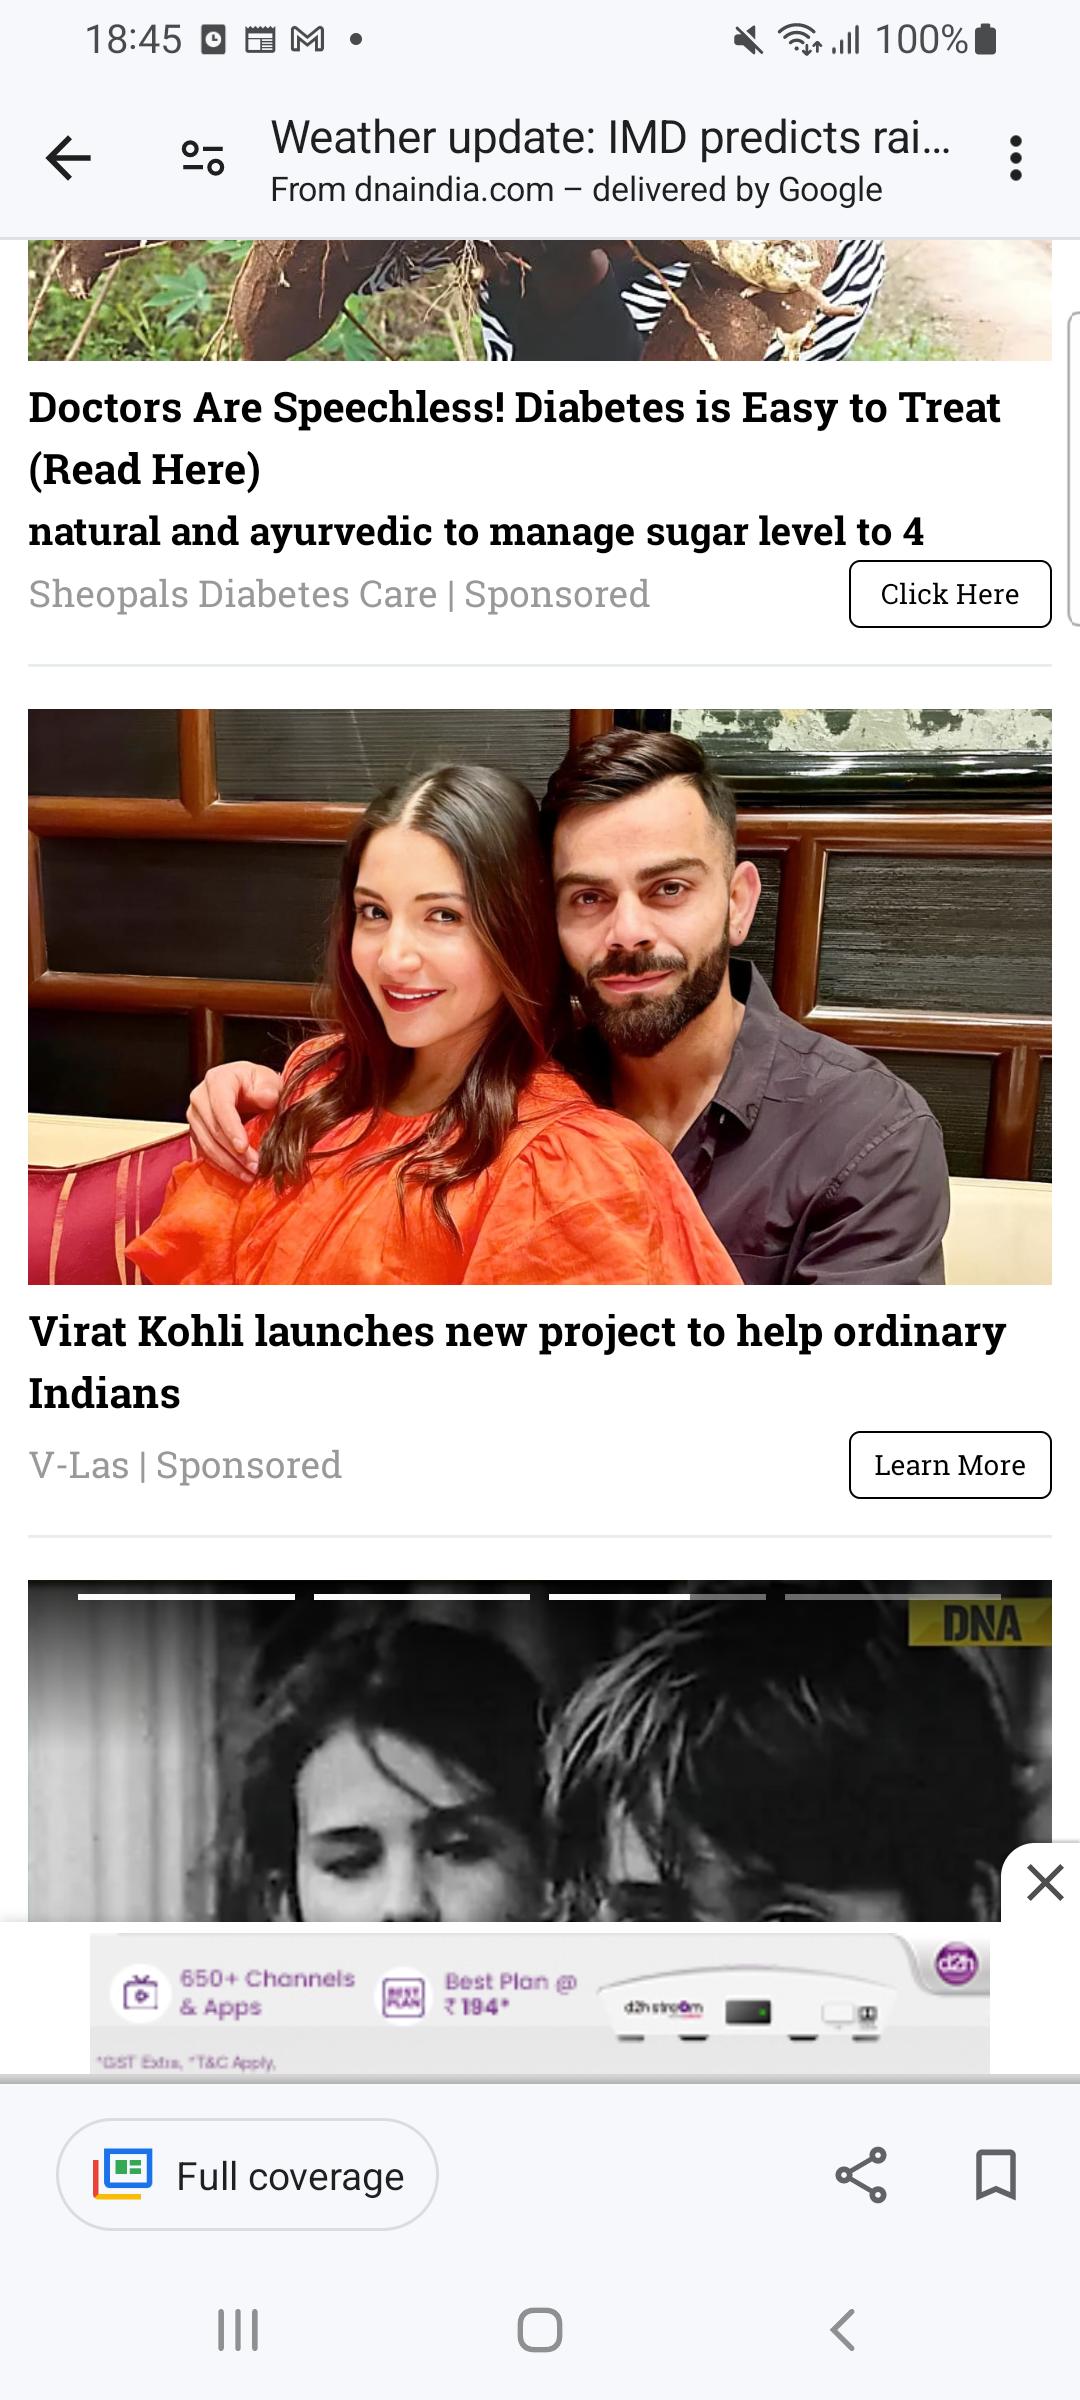 18:45
100%
Weather update: IMD predicts rai...
From dnaindia.com – delivered by Google
Doctors Are Speechless! Diabetes is Easy to Treat
(Read Here)
natural and ayurvedic to manage sugar level to 4
Sheopals Diabetes Care | Sponsored
Click Here
Virat Kohli launches new project to help ordinary
Indians
V-Las | Sponsored
Learn More
DNA
650+ Channels
& Apps
BEST
PLAN
Best Plan @
₹ 194*
d2h stream
d2h
*GST Extra, *T&C Apply,
Full coverage